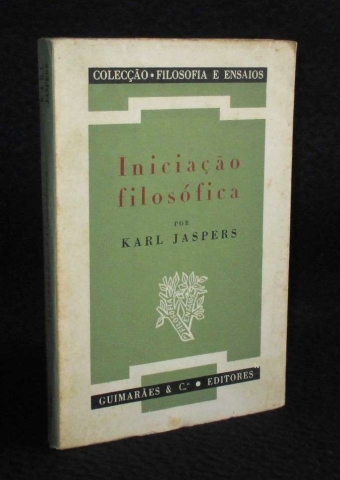 COLECÇÃO • FILOSOFIA E ENSAIOS
Iniciação
filosófica
POR
KARL JASPERS
GUIMARÃES & C.ª • EDITORES